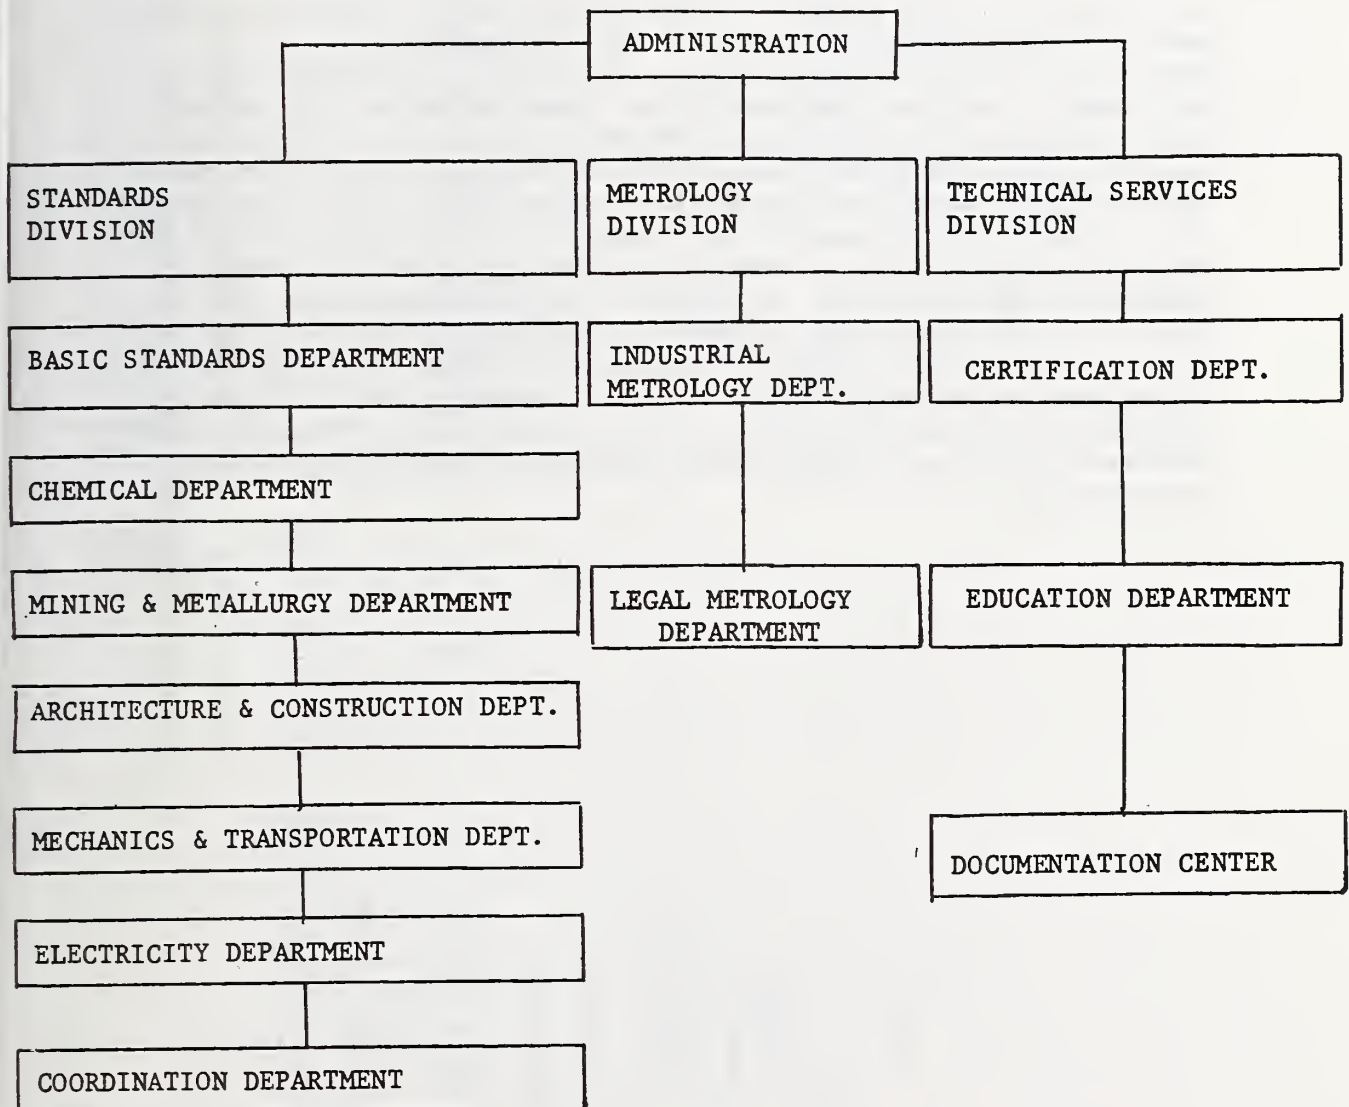 ADMINISTRATION
STANDARDS
DIVISION
BASIC STANDARDS DEPARTMENT
CHEMICAL DEPARTMENT
MINING & METALLURGY DEPARTMENT
ARCHITECTURE & CONSTRUCTION DEPT.
MECHANICS & TRANSPORTATION DEPT.
ELECTRICITY DEPARTMENT
COORDINATION DEPARTMENT
METROLOGY
DIVISION
INDUSTRIAL
METROLOGY DEPT.
LEGAL METROLOGY
DEPARTMENT
TECHNICAL SERVICES
DIVISION
CERTIFICATION DEPT.
EDUCATION DEPARTMENT
DOCUMENTATION CENTER